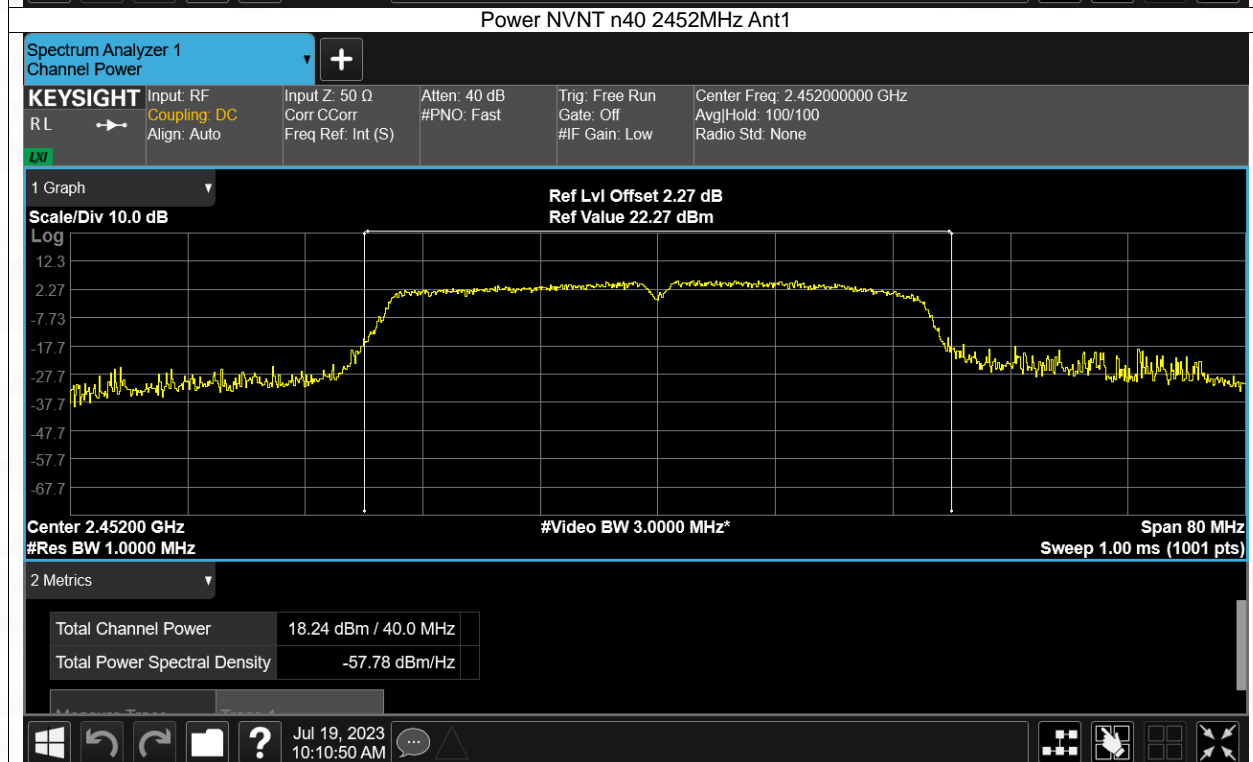 Power NVNT n40 2452MHz Ant1
Spectrum Analyzer 1
Channel Power
+
KEYSIGHT
RL
LXI
Input: RF
Coupling: DC
Align: Auto
Input Z: 50 Ω
Corr CCorr
Freq Ref: Int (S)
Atten: 40 dB
#PNO: Fast
Trig: Free Run
Gate: Off
#IF Gain: Low
Center Freq: 2.452000000 GHz
Avg|Hold: 100/100
Radio Std: None
1 Graph
Scale/Div 10.0 dB
Ref Lvl Offset 2.27 dB
Ref Value 22.27 dBm
Log
12.3
2.27
-7.73
-17.7
-27.7
-37.7
-47.7
-57.7
-67.7
Center 2.45200 GHz
#Video BW 3.0000 MHz*
Span 80 MHz
#Res BW 1.0000 MHz
Sweep 1.00 ms (1001 pts)
2 Metrics
Total Channel Power 18.24 dBm / 40.0 MHz
Total Power Spectral Density -57.78 dBm/Hz
?
Jul 19, 2023
10:10:50 AM